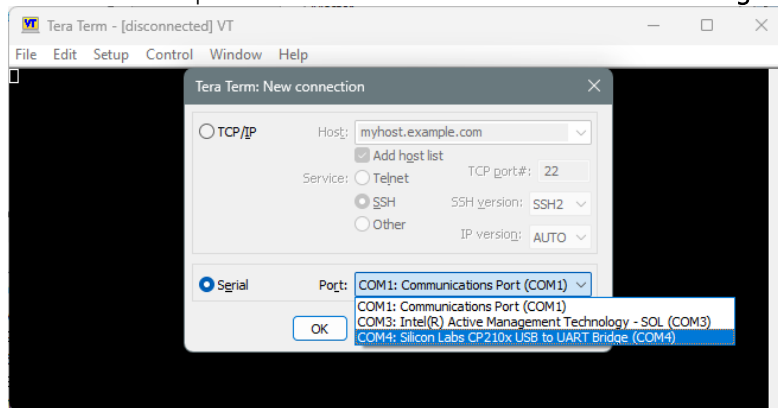 VT Tera Term - [disconnected] VT
File Edit Setup Control Window Help
Tera Term: New connection
TCP/IP Host: myhost.example.com
Add host list
Service: Telnet TCP port#: 22
SSH SSH version: SSH2
Other IP version: AUTO
Serial Port: COM1: Communications Port (COM1)
COM1: Communications Port (COM1)
OK COM3: Intel(R) Active Management Technology - SOL (COM3)
COM4: Silicon Labs CP210x USB to UART Bridge (COM4)